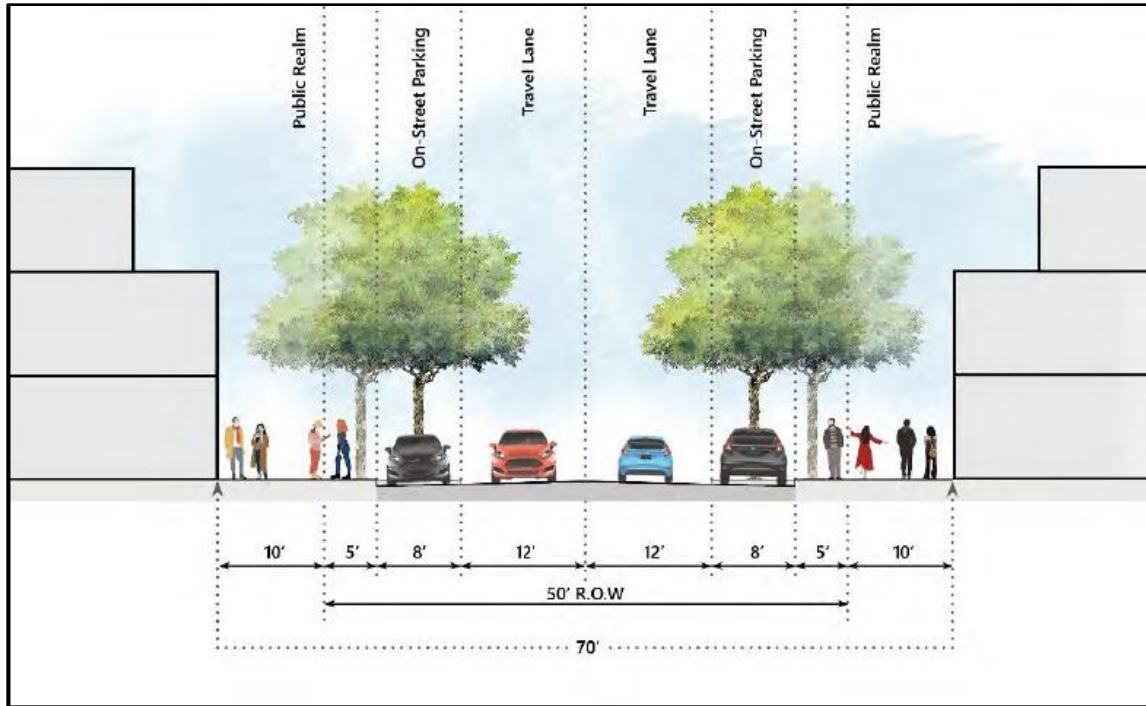 Public Realm
On-Street Parking
Travel Lane
Travel Lane
On-Street Parking
Public Realm
10'
5'
8'
12'
12'
8'
5'
10'
50' R.O.W
70'